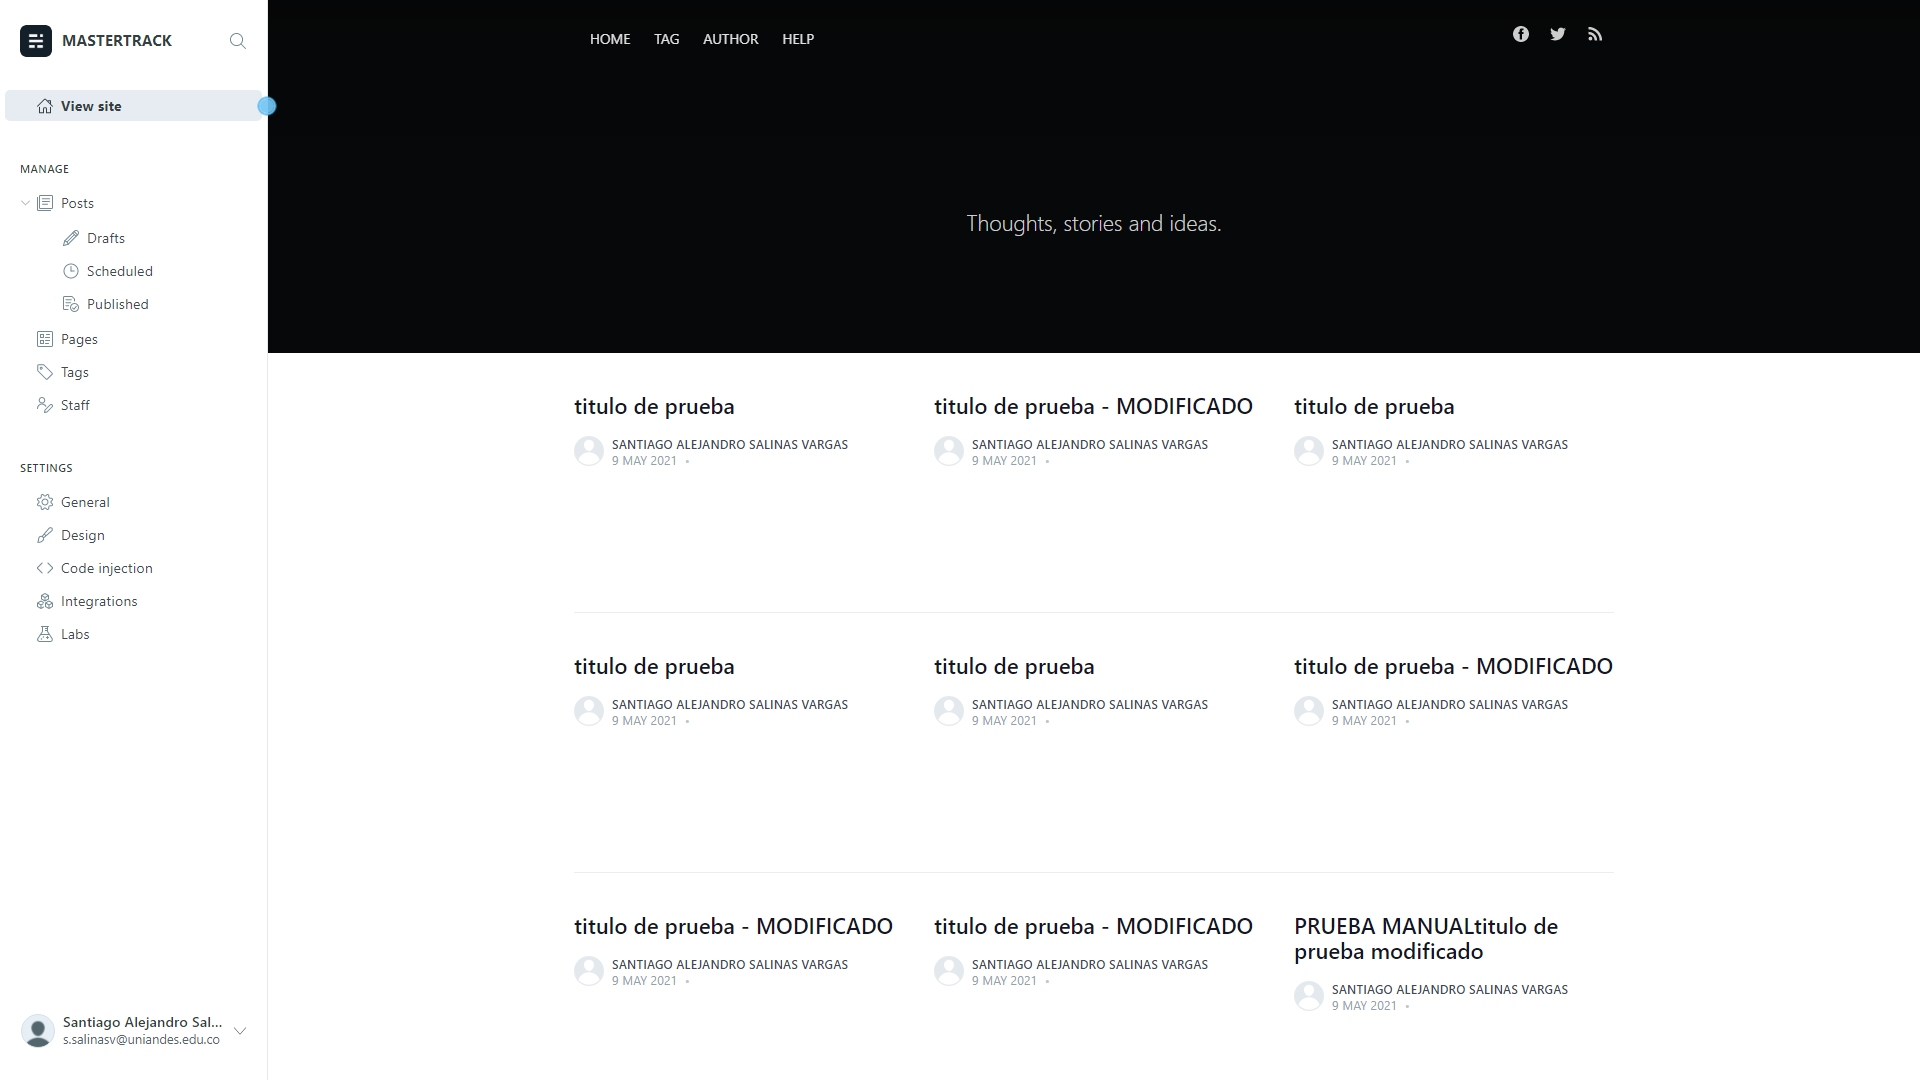 MASTERTRACK
View site
MANAGE
Posts
Drafts
Scheduled
Published
Pages
Tags
Staff
SETTINGS
General
Design
Code injection
Integrations
Labs
Santiago Alejandro Sal...
s.salinasv@uniandes.edu.co
HOME TAG AUTHOR HELP
Thoughts, stories and ideas.
titulo de prueba
SANTIAGO ALEJANDRO SALINAS VARGAS
9 MAY 2021 •
titulo de prueba - MODIFICADO
SANTIAGO ALEJANDRO SALINAS VARGAS
9 MAY 2021 •
titulo de prueba
SANTIAGO ALEJANDRO SALINAS VARGAS
9 MAY 2021 •
titulo de prueba
SANTIAGO ALEJANDRO SALINAS VARGAS
9 MAY 2021 •
titulo de prueba
SANTIAGO ALEJANDRO SALINAS VARGAS
9 MAY 2021 •
titulo de prueba - MODIFICADO
SANTIAGO ALEJANDRO SALINAS VARGAS
9 MAY 2021 •
titulo de prueba - MODIFICADO
SANTIAGO ALEJANDRO SALINAS VARGAS
9 MAY 2021 •
titulo de prueba - MODIFICADO
SANTIAGO ALEJANDRO SALINAS VARGAS
9 MAY 2021 •
PRUEBA MANUALtitulo de
prueba modificado
SANTIAGO ALEJANDRO SALINAS VARGAS
9 MAY 2021 •